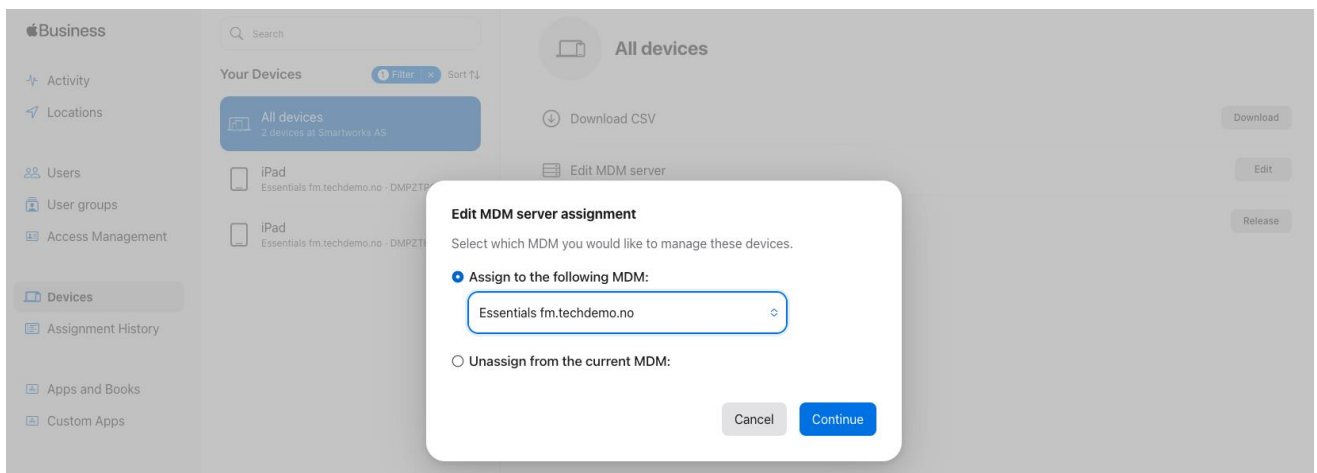 Business
Activity
Locations
Users
User groups
Access Management
Devices
Assignment History
Apps and Books
Custom Apps
Search
Your Devices
1 Filter × Sort ↑↓
All devices
2 devices at Smartworks AS
iPad
Essentials fm.techdemo.no · DMPZT
iPad
Essentials fm.techdemo.no · DMPZT
All devices
Download CSV
Download
Edit MDM server
Edit
Release
Edit MDM server assignment
Select which MDM you would like to manage these devices.
Assign to the following MDM:
Essentials fm.techdemo.no
Unassign from the current MDM:
Cancel
Continue